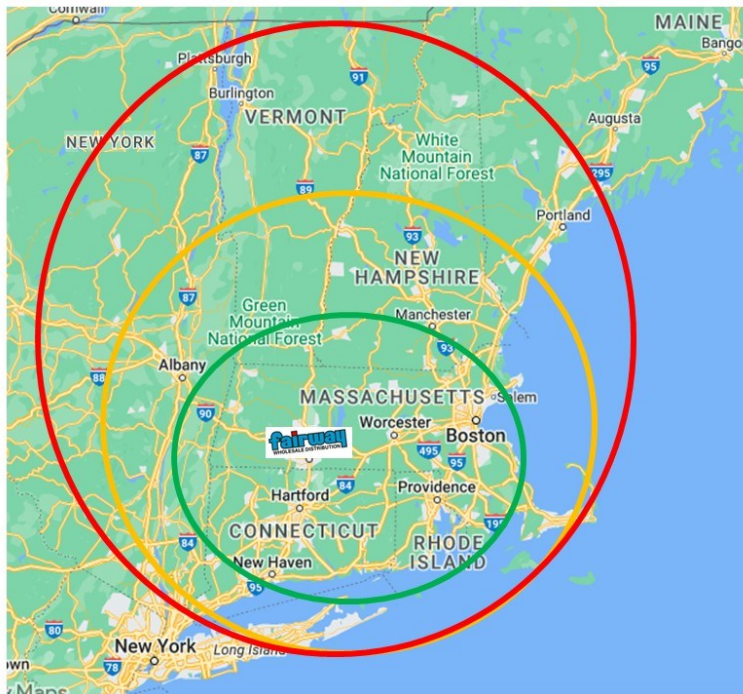 Cornwall
MAINE
Bango
95
Plattsburgh
91
Burlington
VERMONT
Augusta
NEW YORK
White
Mountain
National Forest
87
295
89
Portland
93
NEW
HAMPSHIRE
87
Green
Mountain
National Forest
Manchester
93
Albany
88
90
MASSACHUSETTS
Salem
Worcester
Boston
fairway
WHOLESALE DISTRIBUTION
495
95
84
Hartford
Providence
CONNECTICUT
195
84
RHODE
ISLAND
New Haven
95
80
New York
Long Island
78
own
Maps